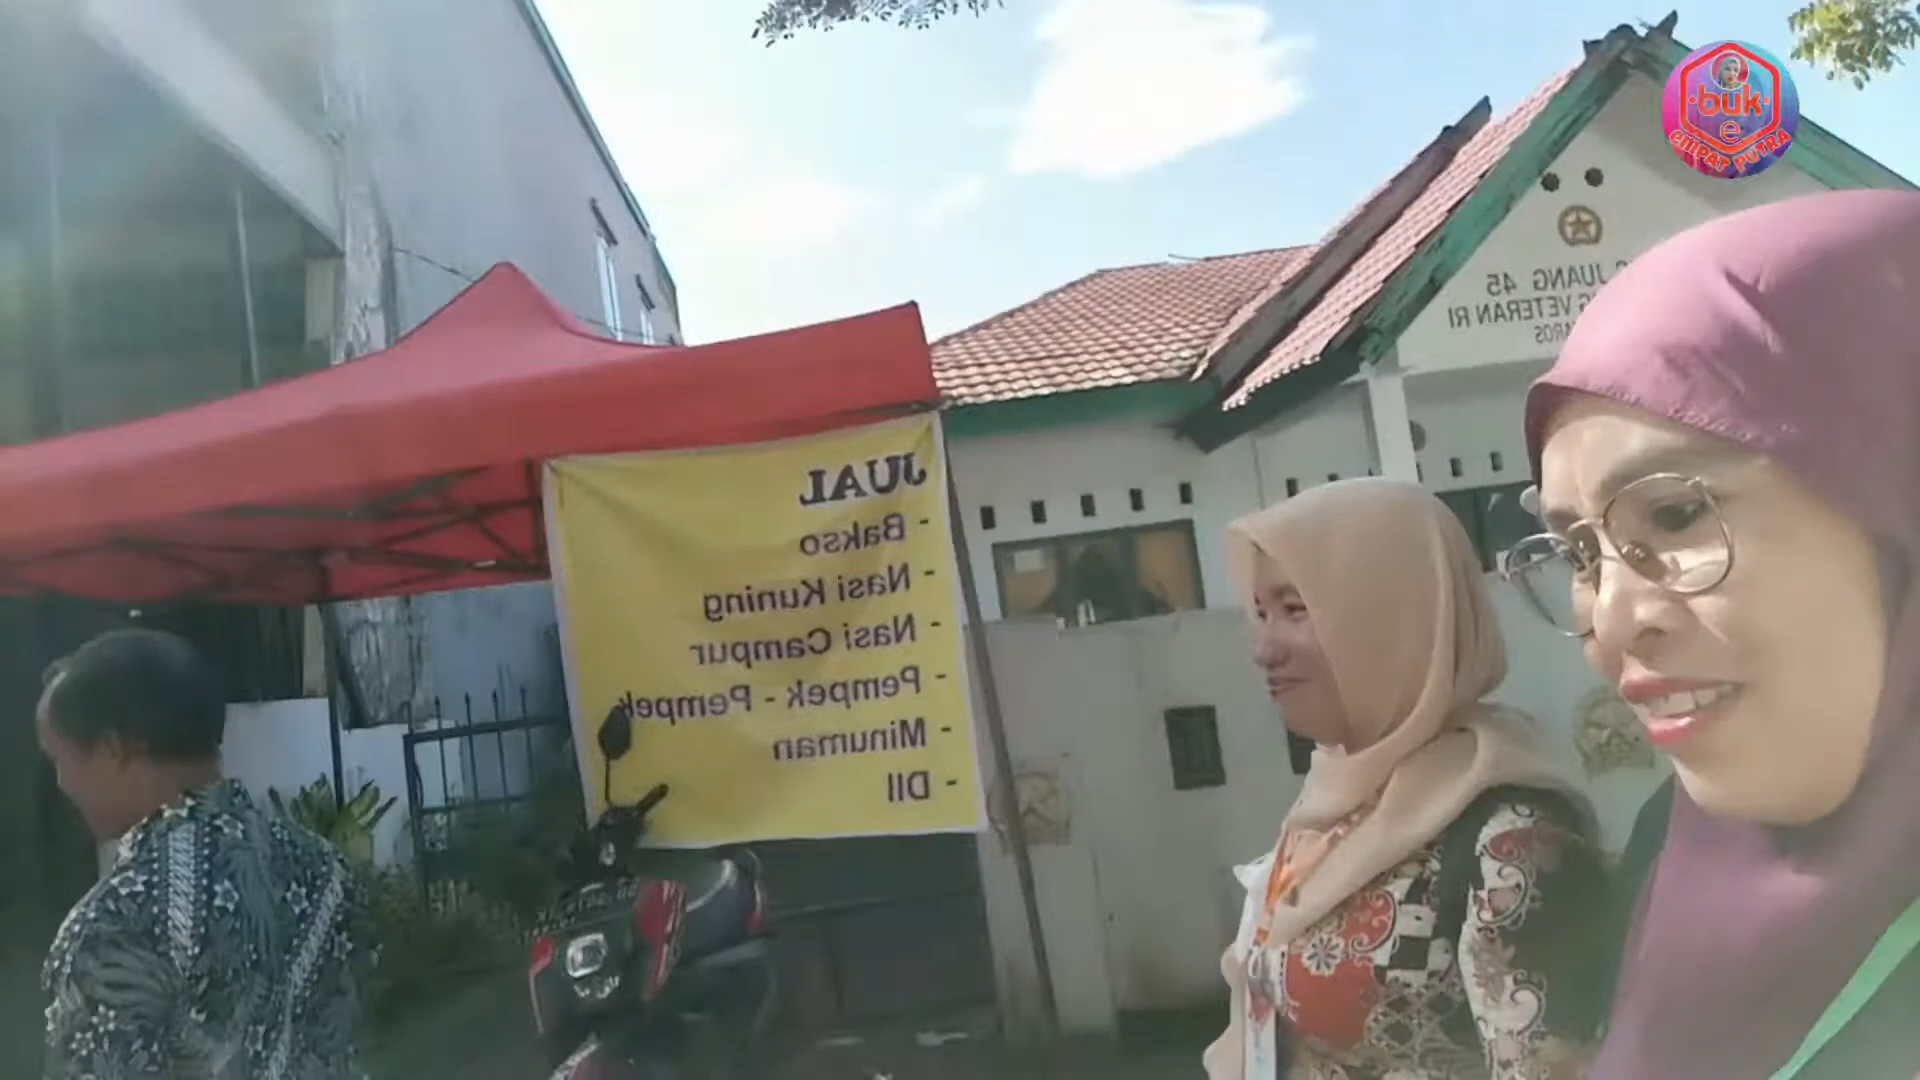 buk
e
EMPAT PUTRA
JUANG 45
VETERAN RI
JUAL
- Bakso
- Nasi Kuning
- Nasi Campur
- Pempek - Pempek
- Minuman
- Dll